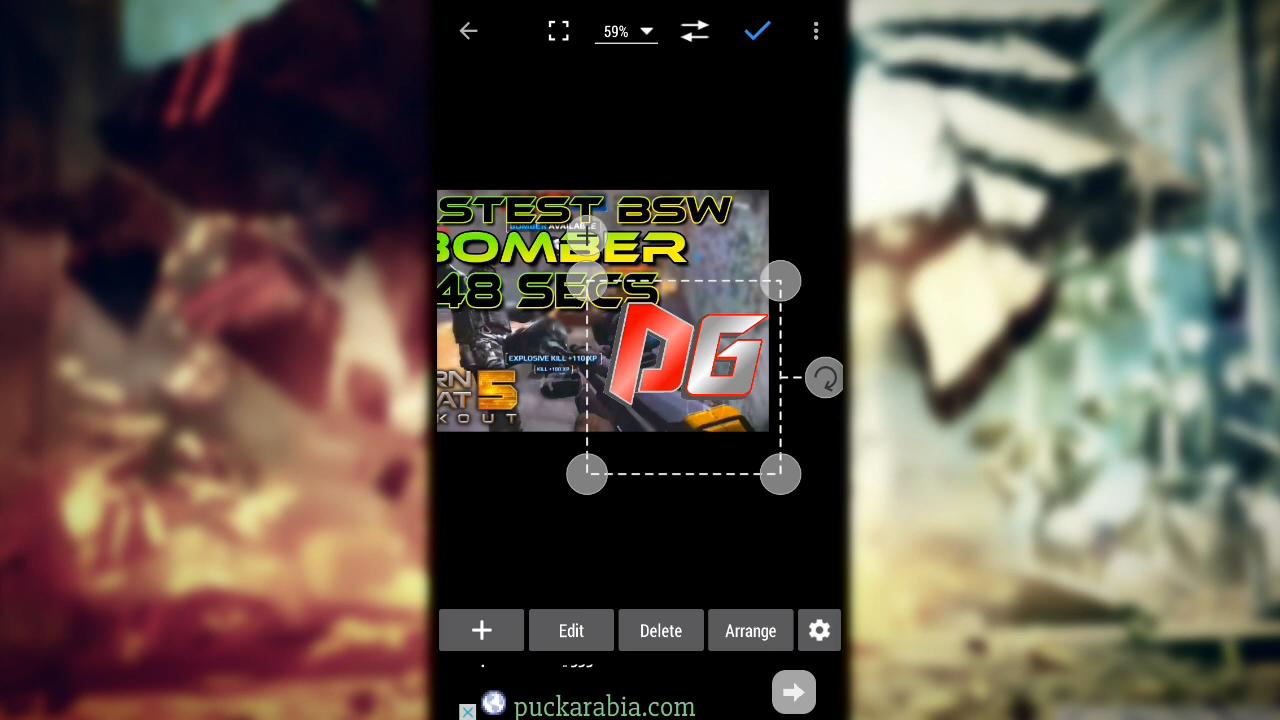 59%
STEST BSW
BOMBER AVAILABLE
BOMBER
48 SECS
EXPLOSIVE KILL +110 XP
KILL +100 XP
PG
RN
AT 5
KOUT
Edit
Delete
Arrange
puckarabia.com